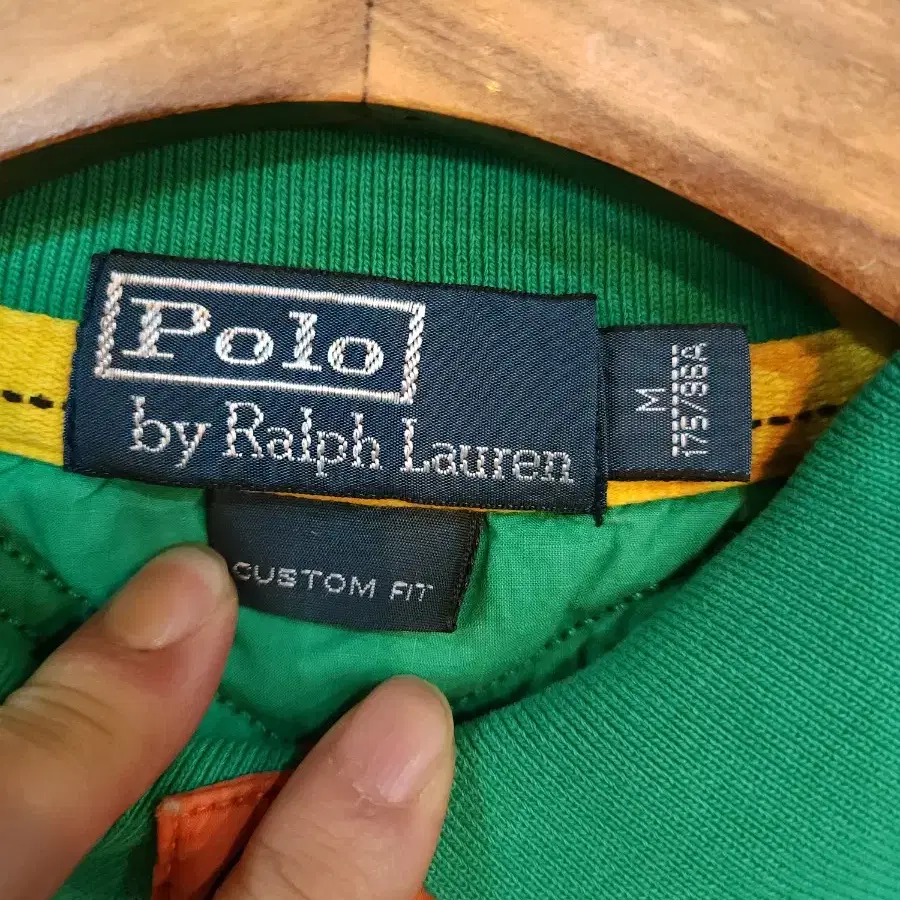 Polo
by Ralph Lauren
M
175/96A
CUSTOM FIT